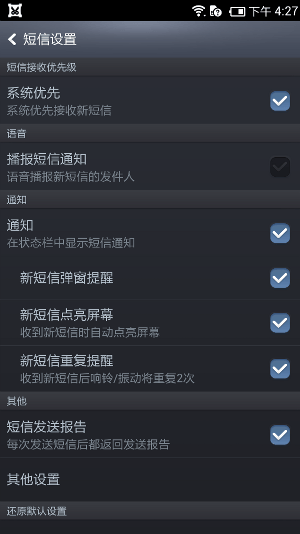 下午 4:27
短信设置
短信接收优先级
系统优先
系统优先接收新短信
语音
播报短信通知
语音播报新短信的发件人
通知
通知
在状态栏中显示短信通知
新短信弹窗提醒
新短信点亮屏幕
收到新短信时自动点亮屏幕
新短信重复提醒
收到新短信后响铃/振动将重复2次
其他
短信发送报告
每次发送短信后都返回发送报告
其他设置
还原默认设置